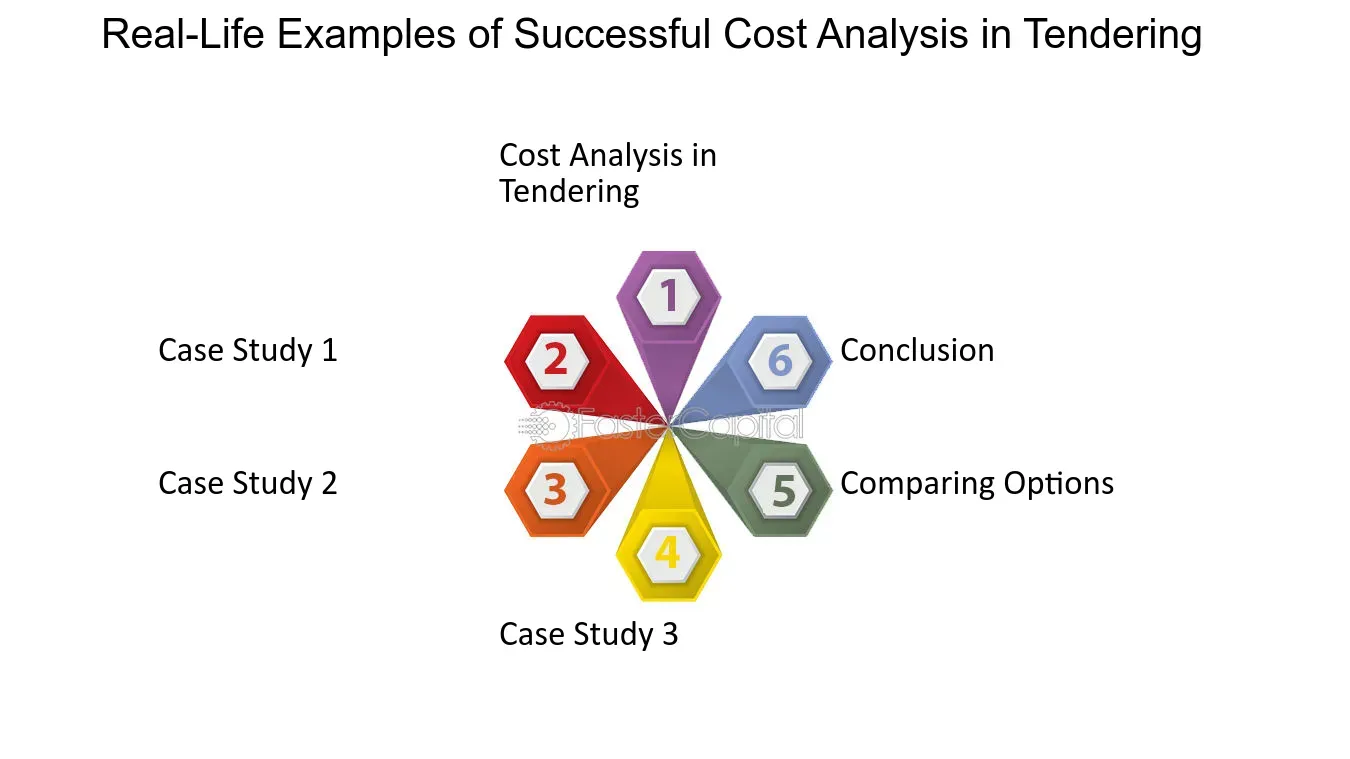 Real-Life Examples of Successful Cost Analysis in Tendering
Cost Analysis in
Tendering
1
Case Study 1
2
6
Conclusion
FasterCapital
Case Study 2
3
5
Comparing Options
4
Case Study 3